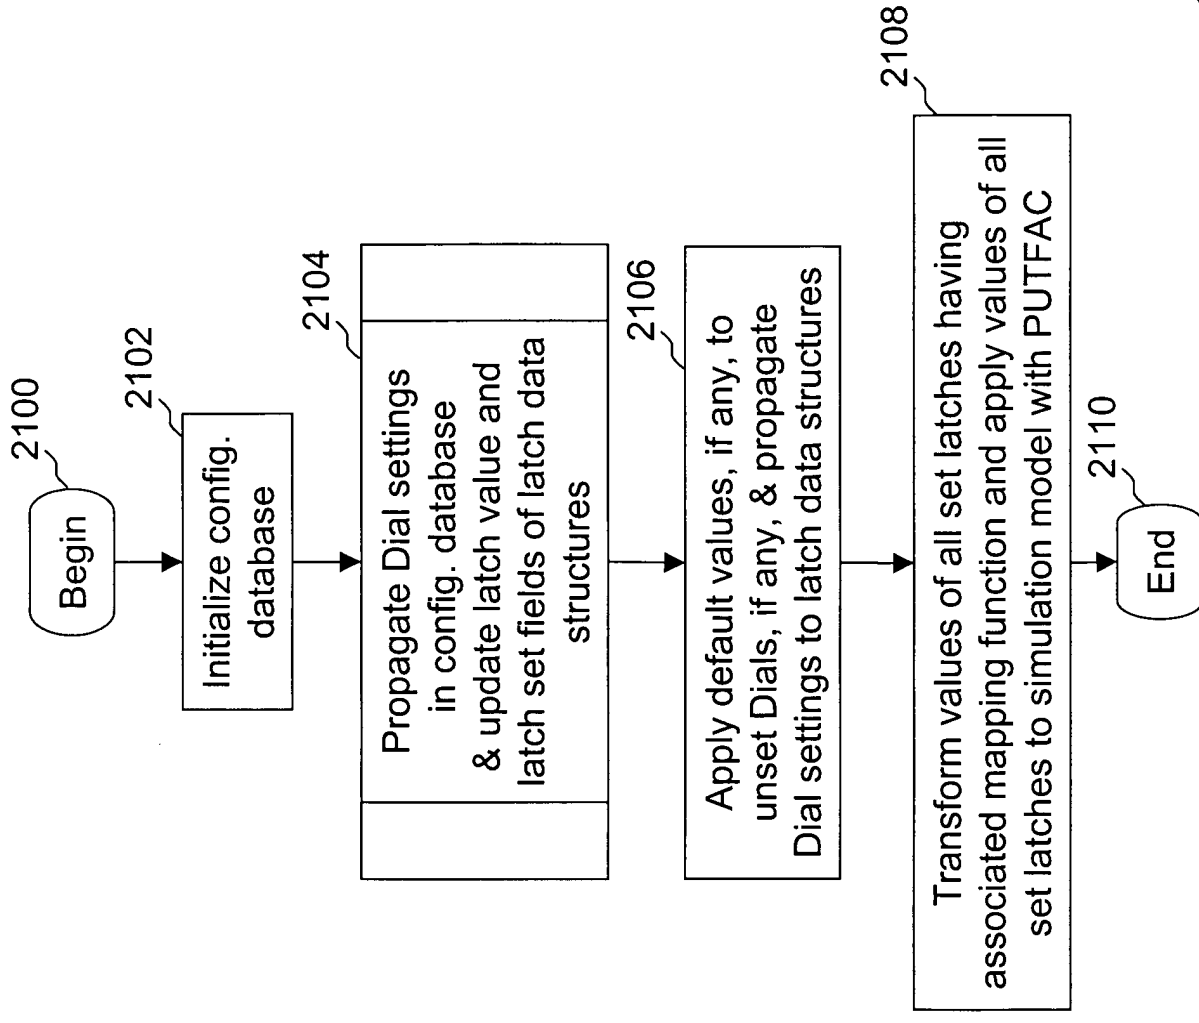 2100
Begin
2102
Initialize config.
database
2104
Propagate Dial settings
in config. database
& update latch value and
latch set fields of latch data
structures
2106
Apply default values, if any, to
unset Dials, if any, & propagate
Dial settings to latch data structures
2108
Transform values of all set latches having
associated mapping function and apply values of all
set latches to simulation model with PUTFAC
2110
End